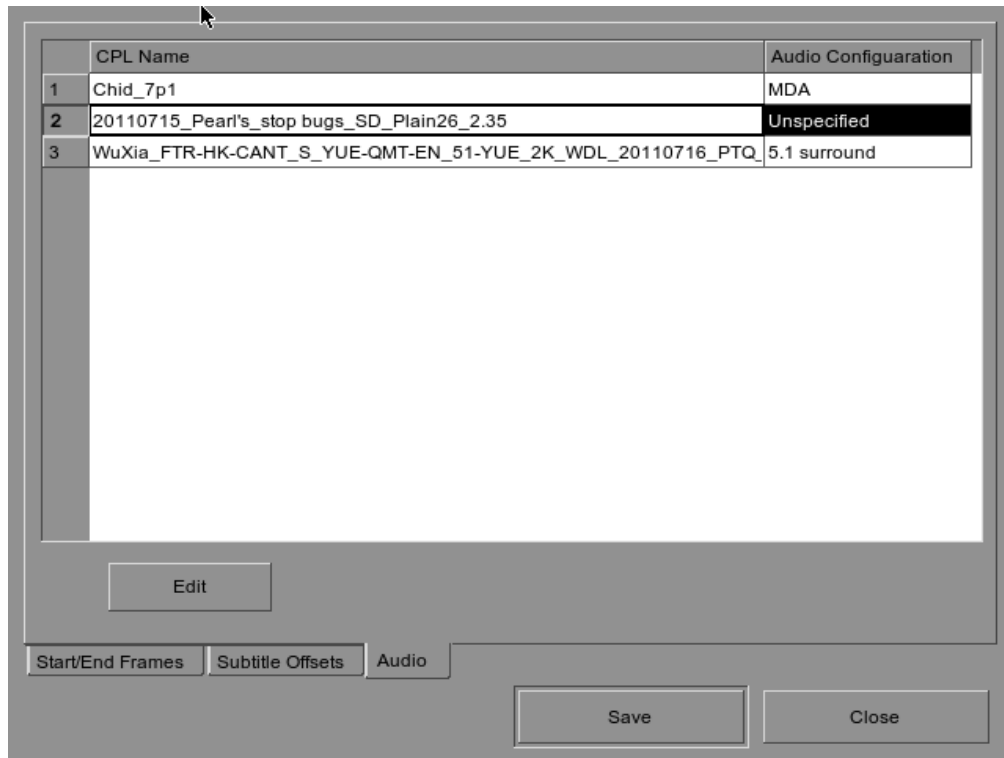 CPL Name Audio Configuaration
1 Chid_7p1 MDA
2 20110715_Pearl's_stop bugs_SD_Plain26_2.35 Unspecified
3 WuXia_FTR-HK-CANT_S_YUE-QMT-EN_51-YUE_2K_WDL_20110716_PTQ_ 5.1 surround
Edit
Start/End Frames Subtitle Offsets Audio
Save Close